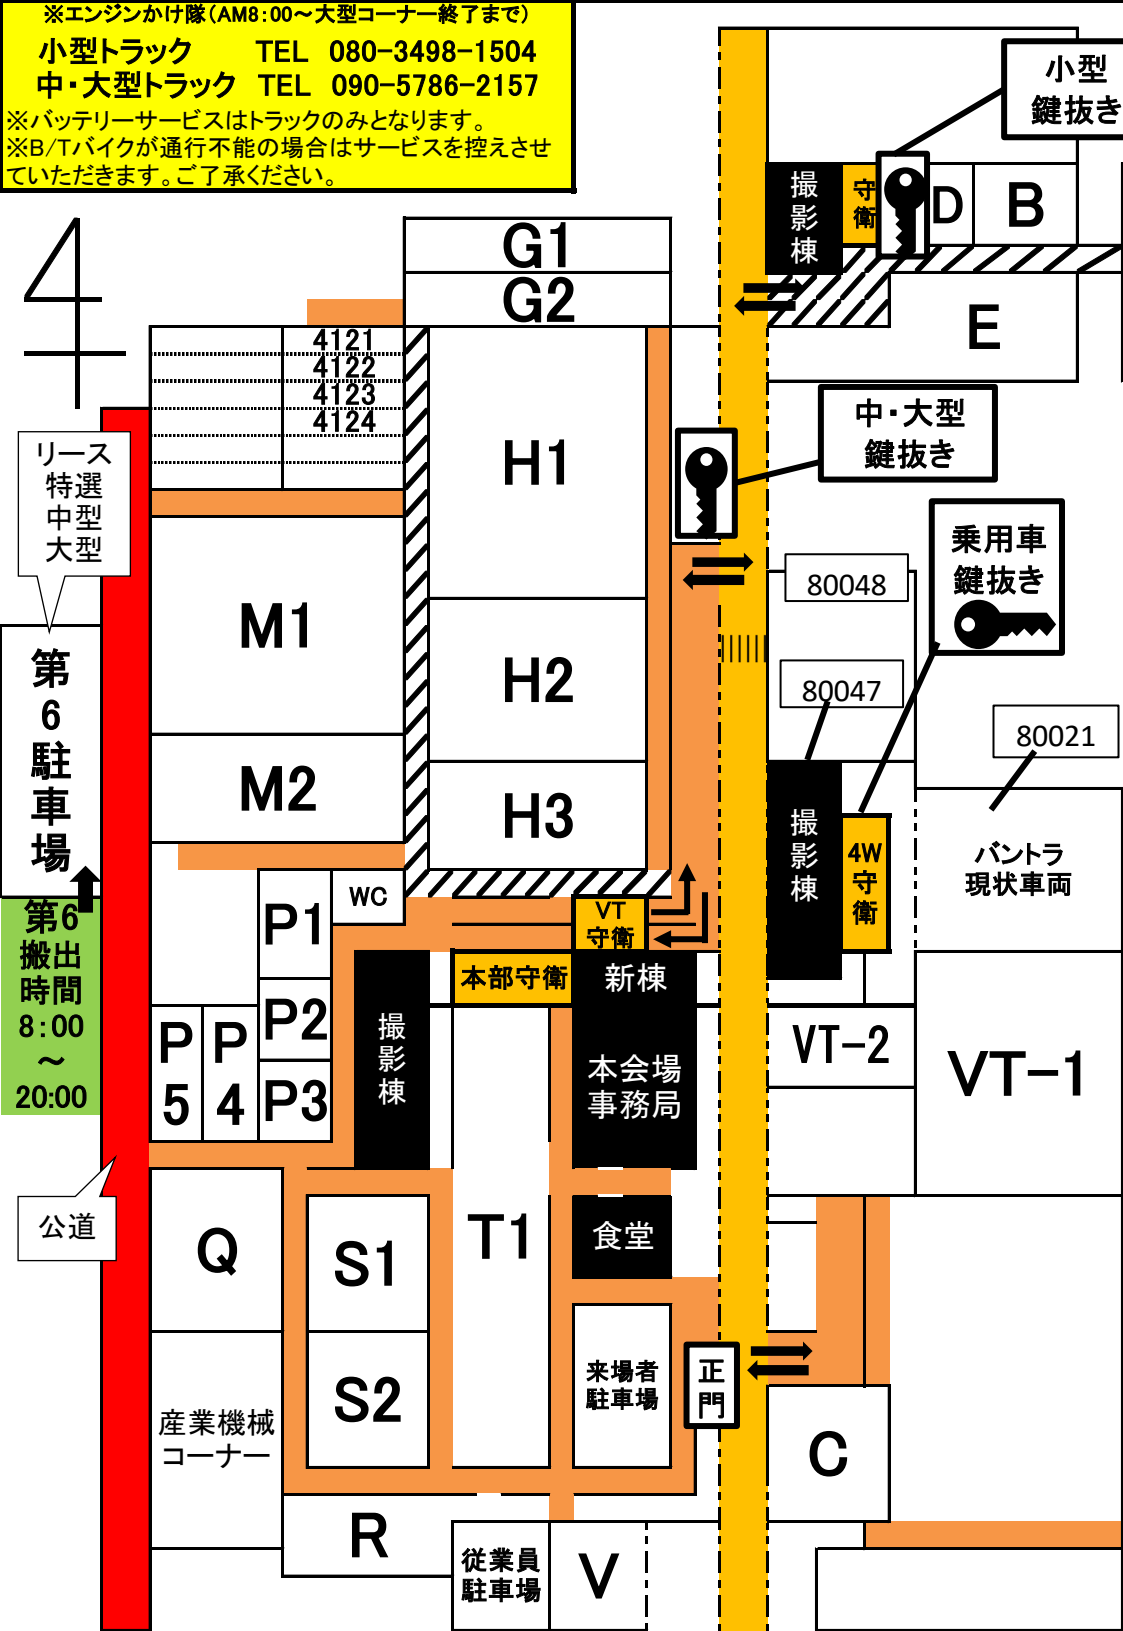 ※エンジンかけ隊(AM8:00～大型コーナー終了まで)
小型トラック TEL 080-3498-1504
中・大型トラック TEL 090-5786-2157
※バッテリーサービスはトラックのみとなります。
※B/Tバイクが通行不能の場合はサービスを控えさせ
ていただきます。ご了承ください。
小型
鍵抜き
撮影棟
守衛
D
B
G1
G2
E
4121
4122
4123
4124
H1
中・大型
鍵抜き
リース
特選
中型
大型
乗用車
鍵抜き
80048
M1
H2
80047
第6駐車場
80021
M2
H3
撮影棟
4W
守衛
バントラ
現状車両
WC
P1
VT
守衛
第6
搬出
時間
8:00
～
20:00
本部守衛
新棟
P2
撮影棟
P5
P4
P3
本会場
事務局
VT-2
VT-1
公道
Q
S1
T1
食堂
S2
来場者
駐車場
正門
産業機械
コーナー
C
R
従業員
駐車場
V